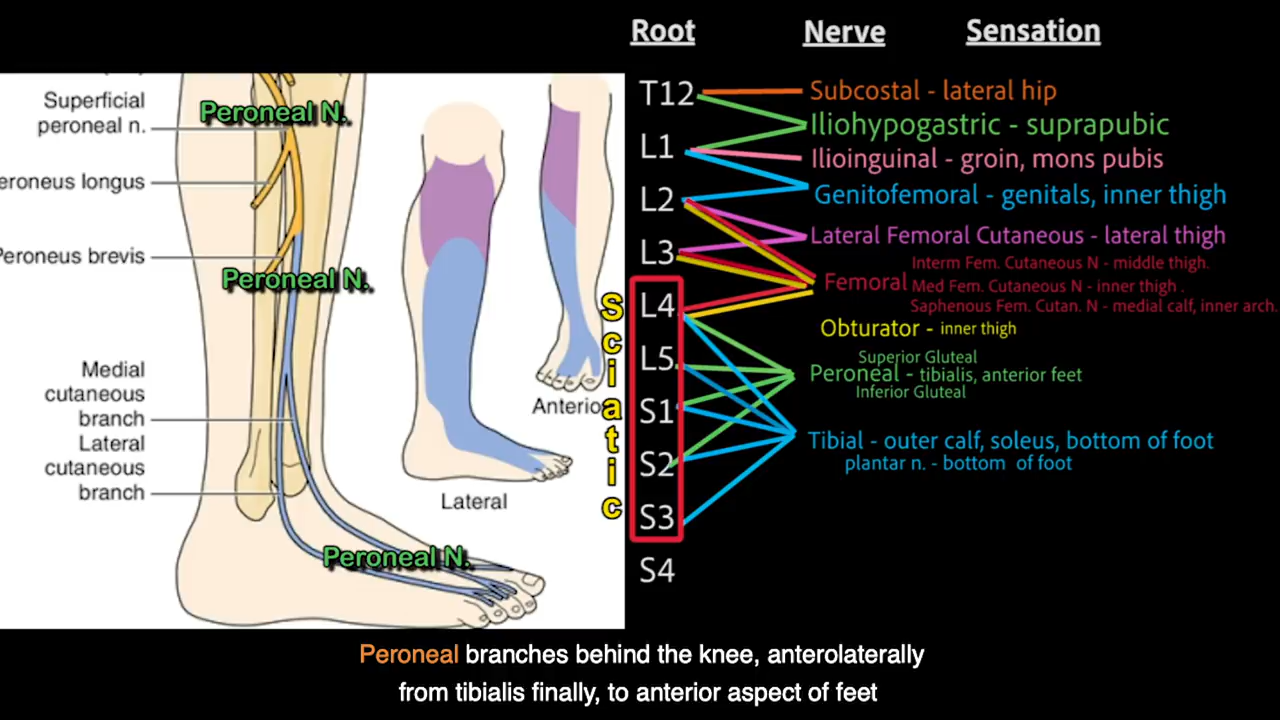 Root
Nerve
Sensation
Superficial
peroneal n.
eroneus longus
Peroneus brevis
Medial
cutaneous
branch
Lateral
cutaneous
branch
Peroneal N.
Peroneal N.
Peroneal N.
Lateral
Anterio
Sciatic
T12
L1
L2
L3
L4
L5
S1
S2
S3
S4
Subcostal - lateral hip
Iliohypogastric - suprapubic
Ilioinguinal - groin, mons pubis
Genitofemoral - genitals, inner thigh
Lateral Femoral Cutaneous - lateral thigh
Interm Fem. Cutaneous N - middle thigh.
Femoral Med Fem. Cutaneous N - inner thigh .
Saphenous Fem. Cutan. N - medial calf, inner arch.
Obturator - inner thigh
Superior Gluteal
Peroneal - tibialis, anterior feet
Inferior Gluteal
Tibial - outer calf, soleus, bottom of foot
plantar n. - bottom of foot
Peroneal branches behind the knee, anterolaterally
from tibialis finally, to anterior aspect of feet